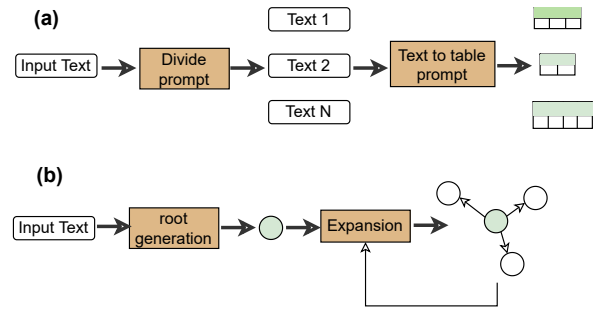 (a)
Text 1
Input Text
Divide
prompt
Text 2
Text to table
prompt
Text N
(b)
Input Text
root
generation
Expansion